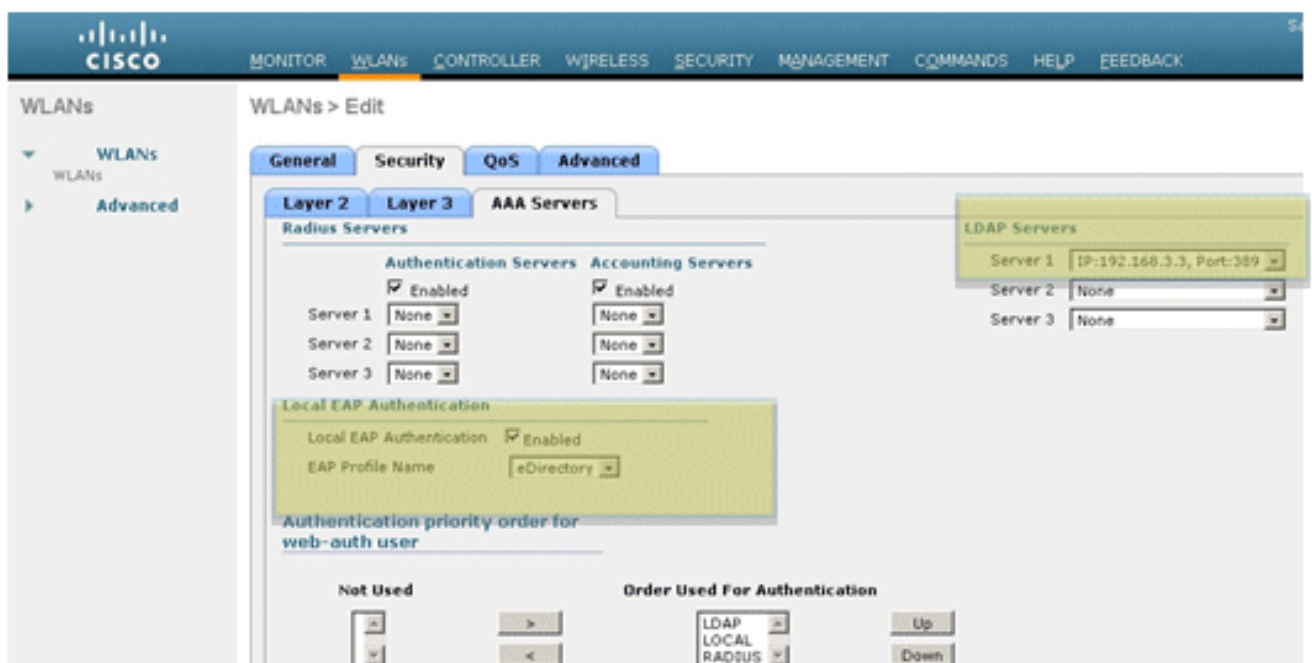 Sa
CISCO
MONITOR WLANs CONTROLLER WIRELESS SECURITY MANAGEMENT COMMANDS HELP FEEDBACK
WLANs
WLANs > Edit
WLANs
WLANs
Advanced
General Security QoS Advanced
Layer 2 Layer 3 AAA Servers
Radius Servers
LDAP Servers
Authentication Servers Accounting Servers
Server 1 IP:192.168.3.3, Port:389
Enabled Enabled
Server 2 None
Server 1 None None
Server 3 None
Server 2 None None
Server 3 None None
Local EAP Authentication
Local EAP Authentication Enabled
EAP Profile Name eDirectory
Authentication priority order for
web-auth user
Not Used Order Used For Authentication
> LDAP Up
LOCAL
< RADIUS Down